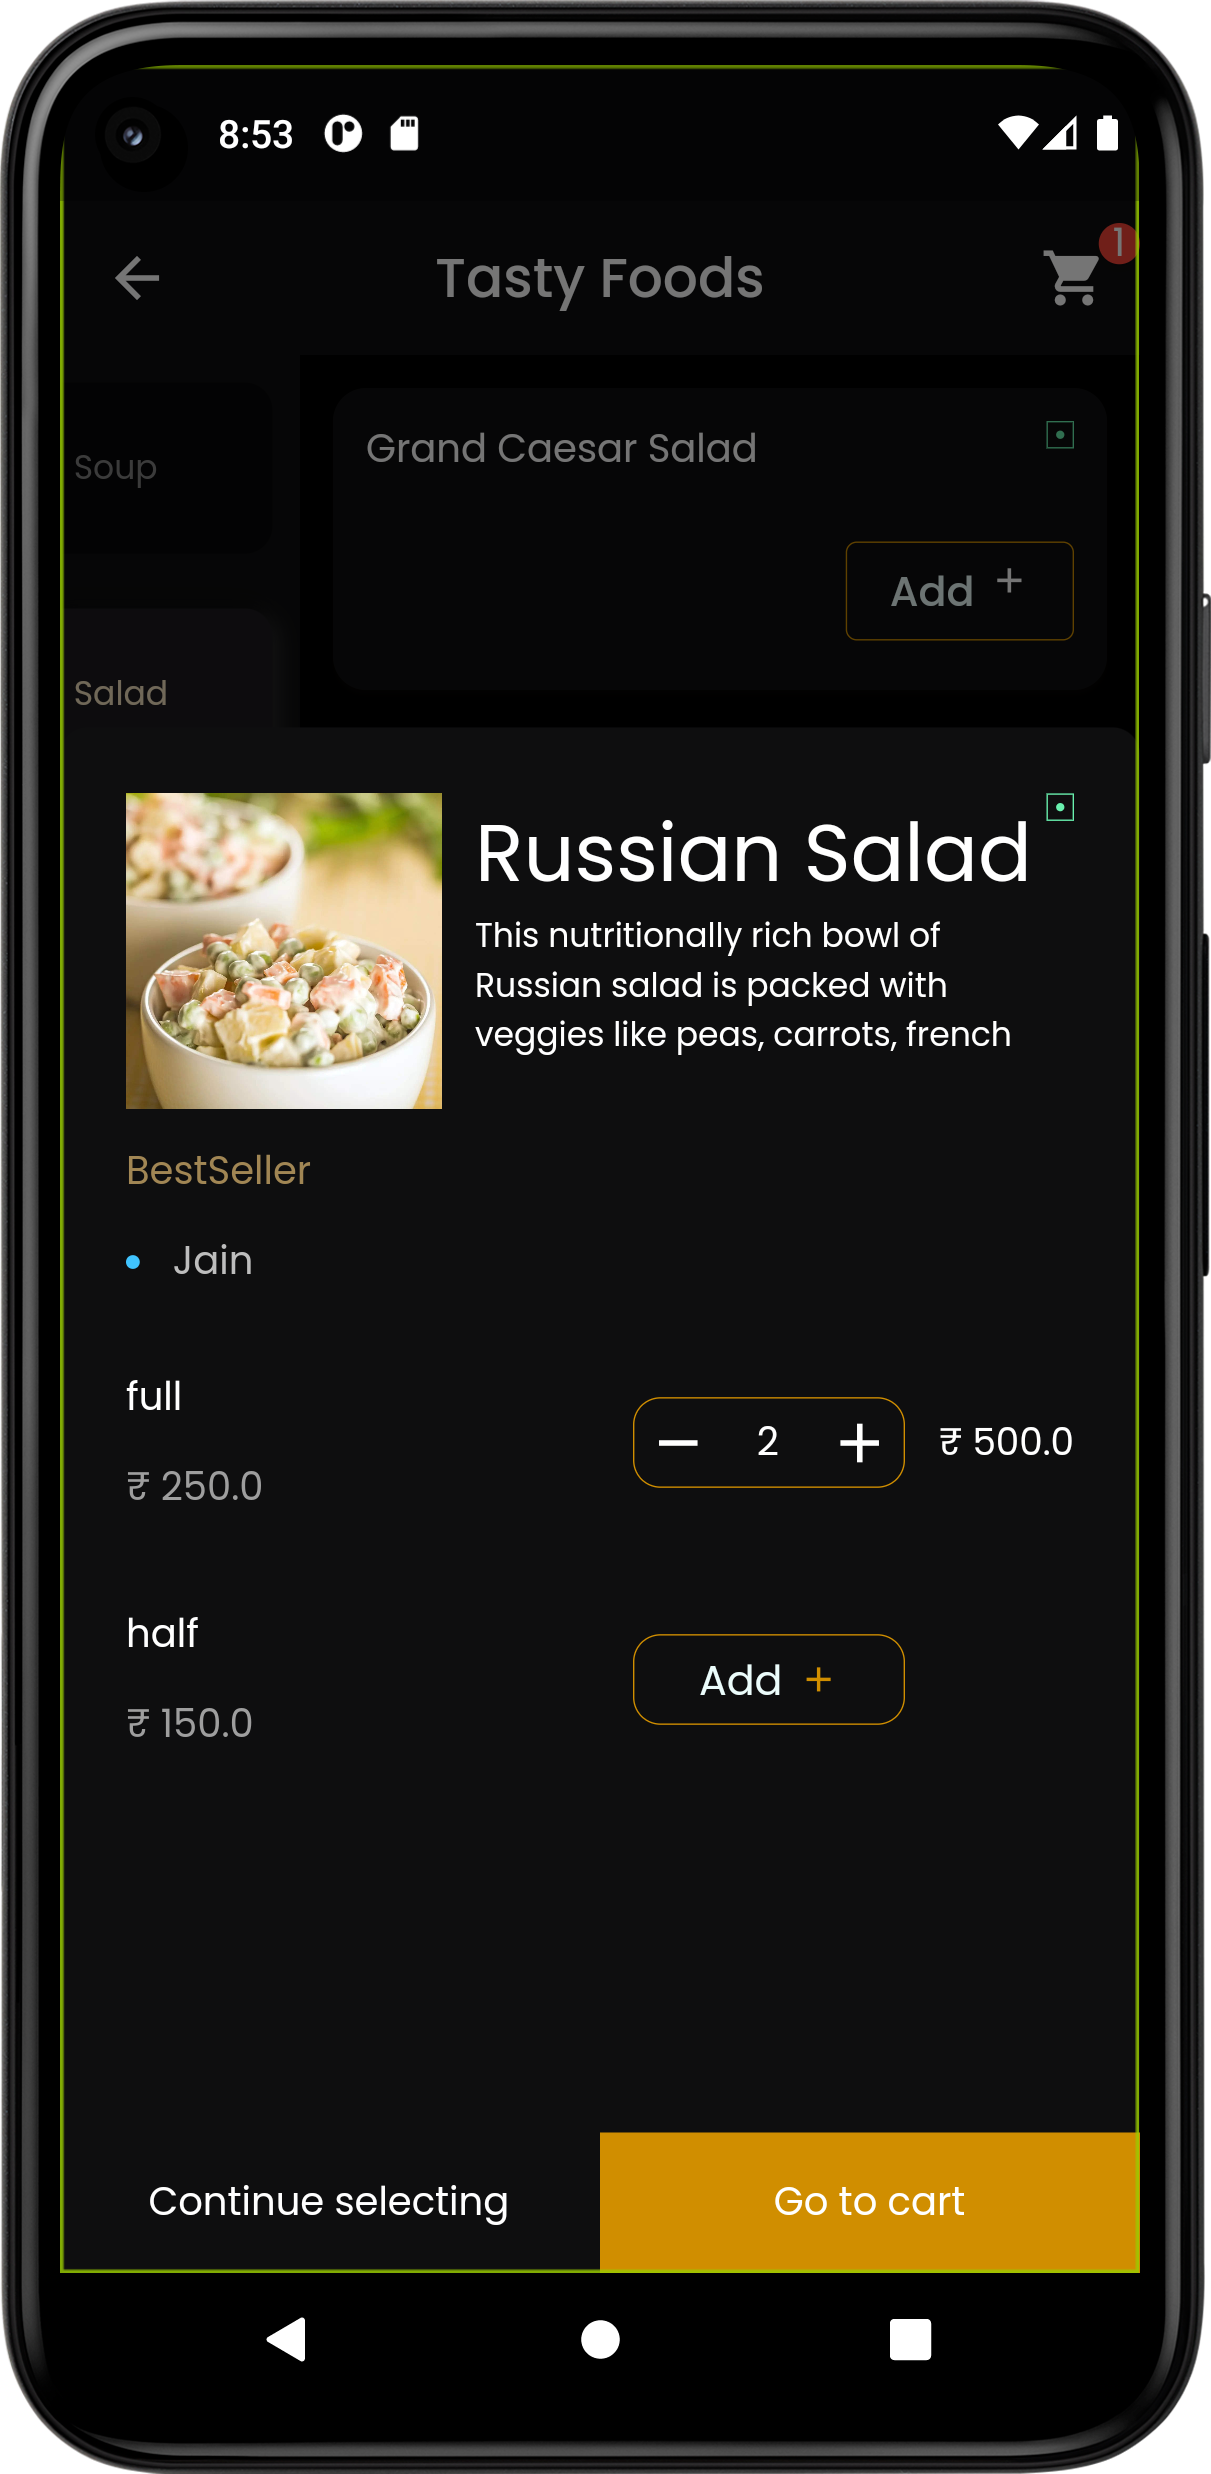 8:53
Tasty Foods
1
Soup
Grand Caesar Salad
Add +
Salad
Russian Salad
This nutritionally rich bowl of
Russian salad is packed with
veggies like peas, carrots, french
BestSeller
Jain
full
2
₹ 500.0
₹ 250.0
half
Add +
₹ 150.0
Continue selecting
Go to cart